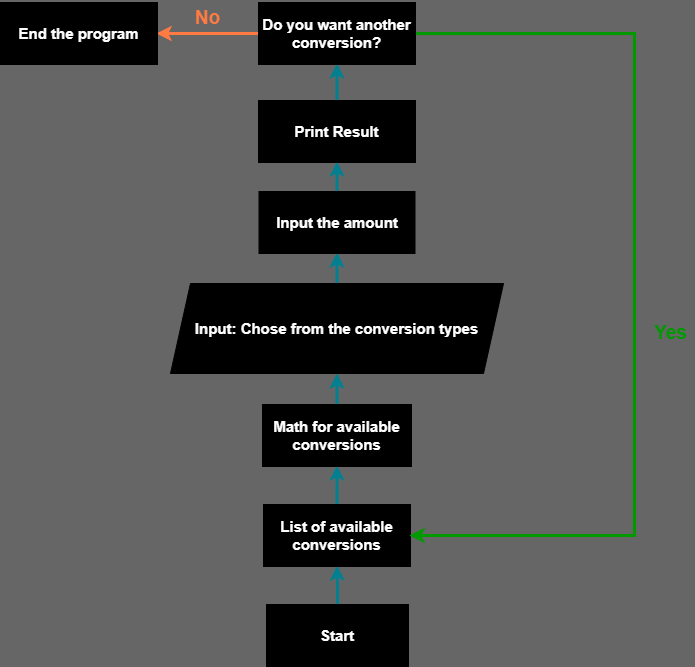 End the program
No
Do you want another
conversion?
Print Result
Input the amount
Input: Chose from the conversion types
Yes
Math for available
conversions
List of available
conversions
Start